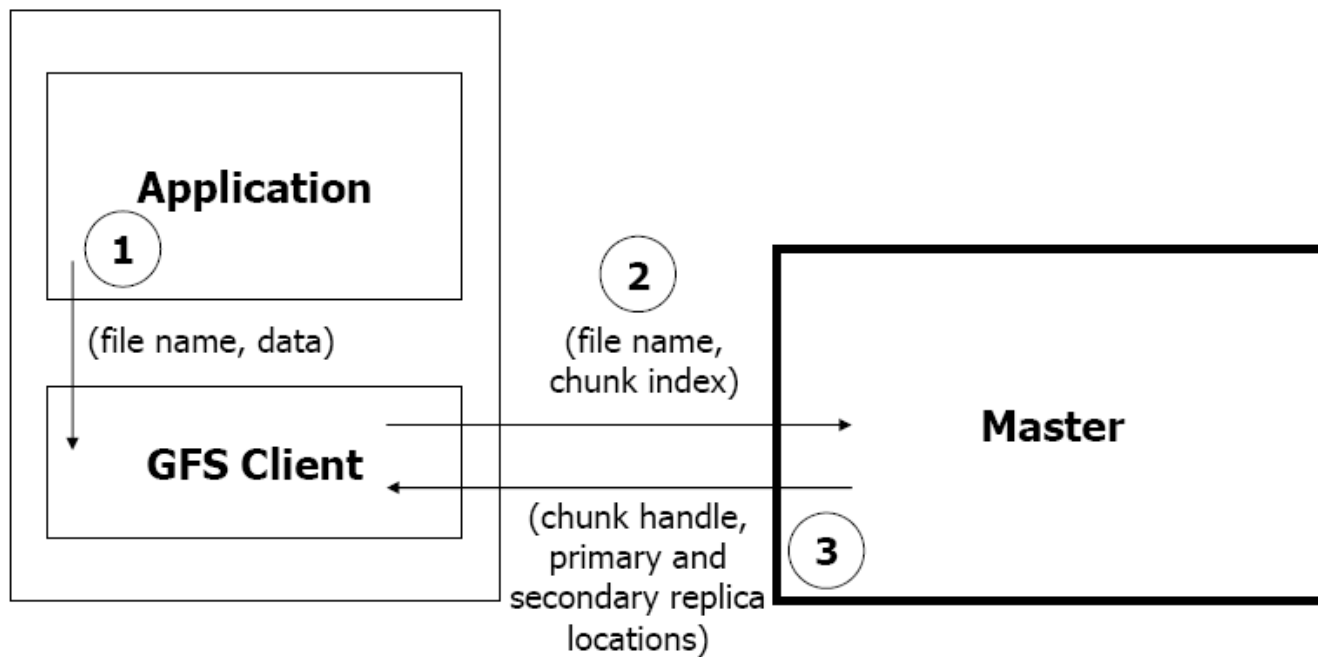 Application
1
(file name, data)
GFS Client
2
(file name,
chunk index)
Master
(chunk handle,
primary and
secondary replica
locations)
3